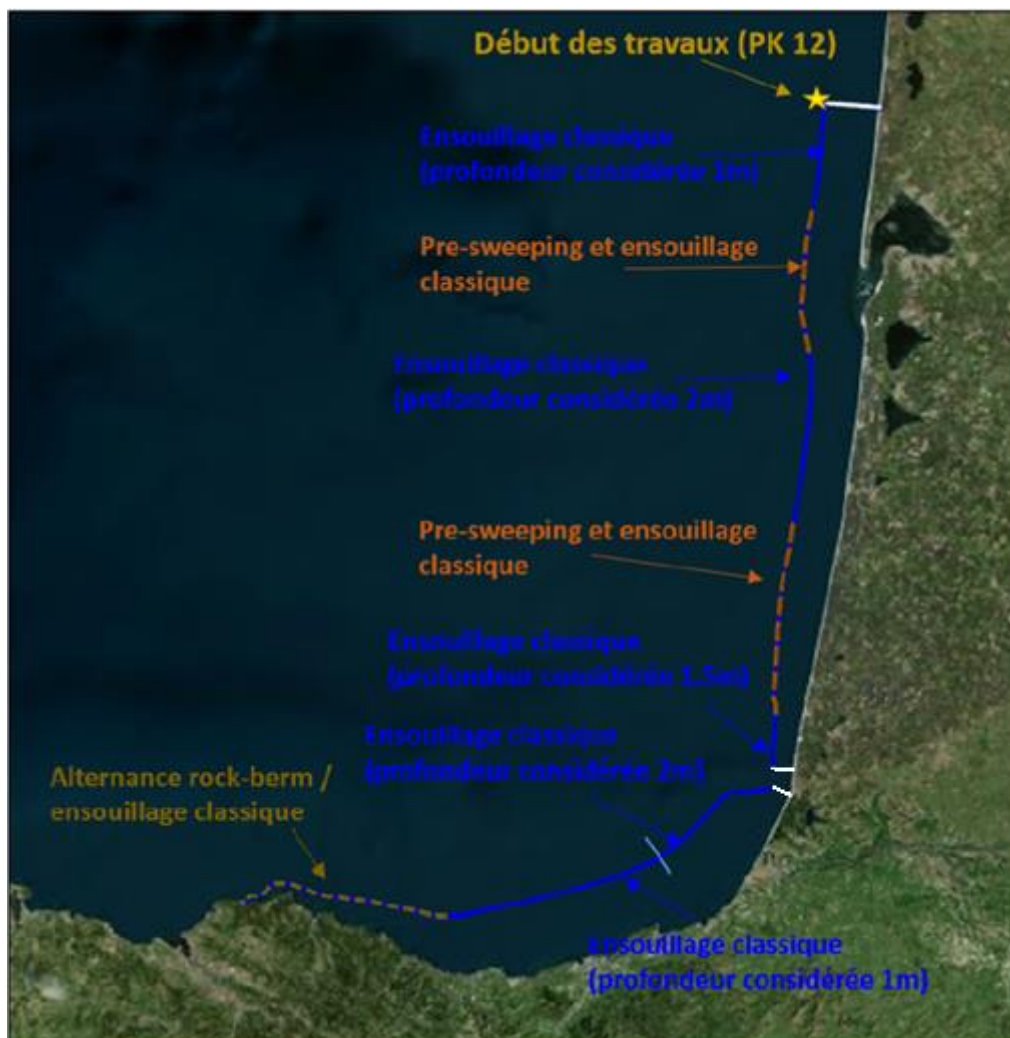 Début des travaux (PK 12)
Ensouillage classique
(profondeur considérée 1m)
Pre-sweeping et ensouillage
classique
Ensouillage classique
(profondeur considérée 2m)
Pre-sweeping et ensouillage
classique
Ensouillage classique
(profondeur considérée 1.5m)
Ensouillage classique
(profondeur considérée 2m)
Alternance rock-berm /
ensouillage classique
Ensouillage classique
(profondeur considérée 1m)